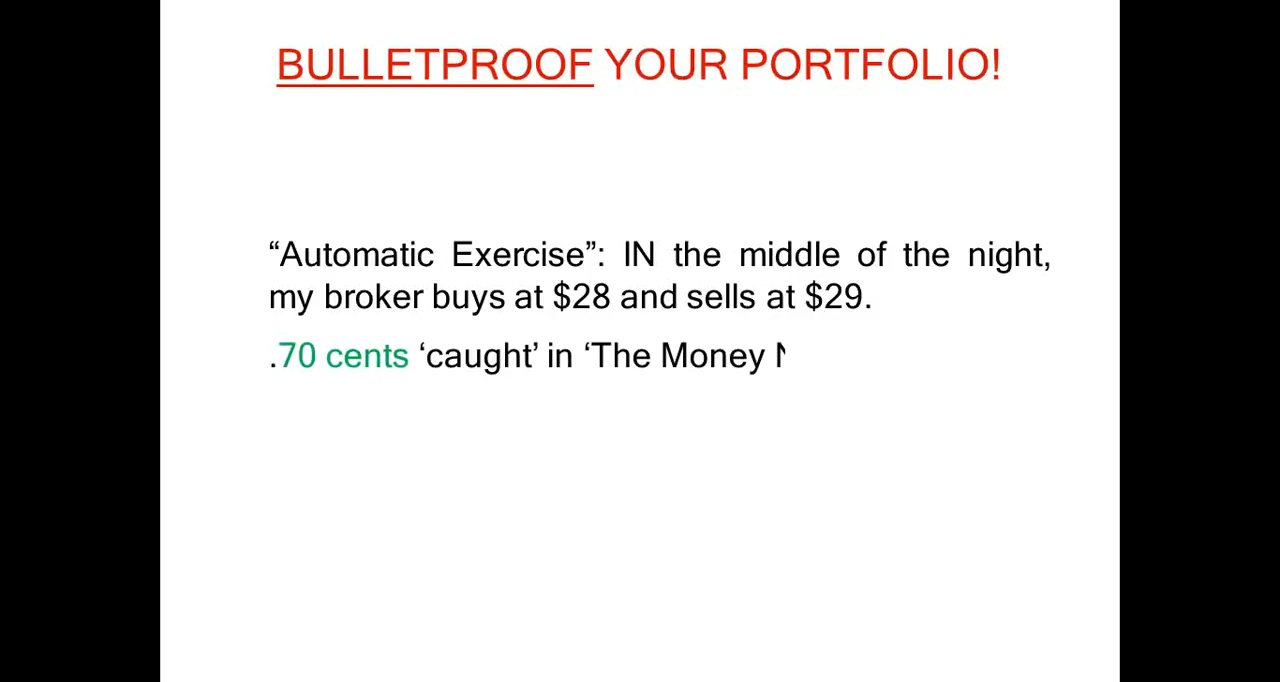 BULLETPROOF YOUR PORTFOLIO!
“Automatic Exercise”: IN the middle of the night,
my broker buys at $28 and sells at $29.
.70 cents ‘caught’ in ‘The Money